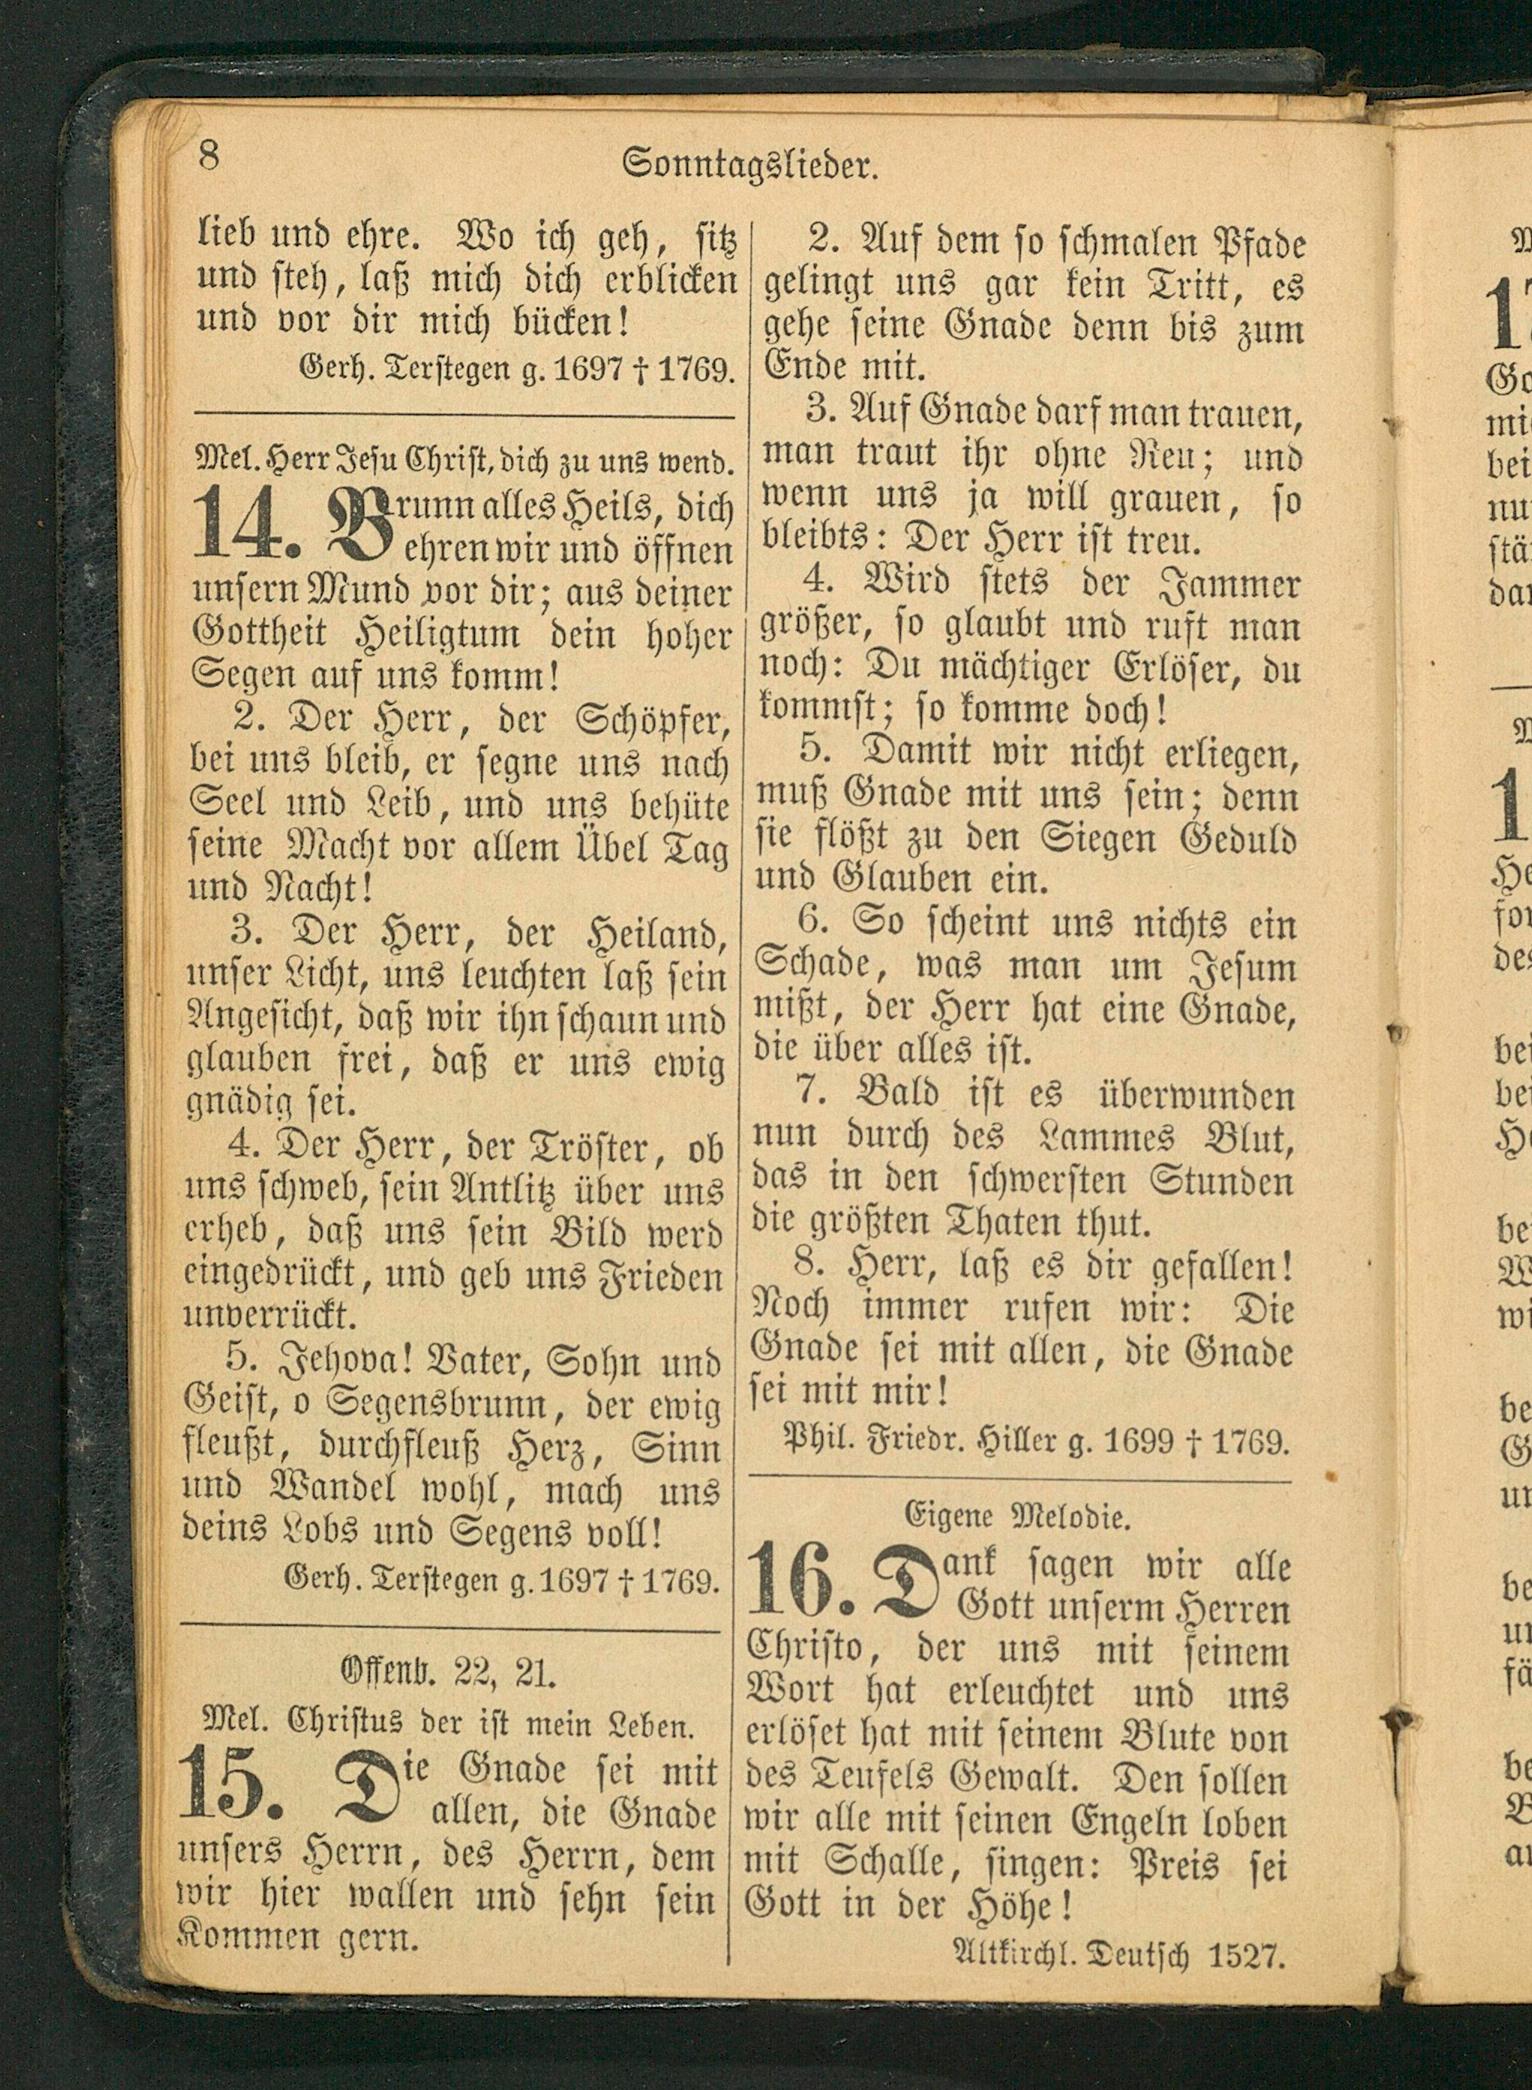 8
Sonntagslieder.
lieb und ehre. Wo ich geh, sitz
und steh, laß mich dich erblicken
und vor dir mich bücken!
Gerh. Terstegen g. 1697 † 1769.
Mel. Herr Jesu Christ, dich zu uns wend.
14. Brunn alles Heils, dich
ehren wir und öffnen
unsern Mund vor dir; aus deiner
Gottheit Heiligtum dein hoher
Segen auf uns komm!
2. Der Herr, der Schöpfer,
bei uns bleib, er segne uns nach
Seel und Leib, und uns behüte
seine Macht vor allem Übel Tag
und Nacht!
3. Der Herr, der Heiland,
unser Licht, uns leuchten laß sein
Angesicht, daß wir ihn schaun und
glauben frei, daß er uns ewig
gnädig sei.
4. Der Herr, der Tröster, ob
uns schweb, sein Antlitz über uns
erheb, daß uns sein Bild werd
eingedrückt, und geb uns Frieden
unverrückt.
5. Jehova! Vater, Sohn und
Geist, o Segensbrunn, der ewig
fleußt, durchfleuß Herz, Sinn
und Wandel wohl, mach uns
deins Lobs und Segens voll!
Gerh. Terstegen g. 1697 † 1769.
Offenb. 22, 21.
Mel. Christus der ist mein Leben.
15. Die Gnade sei mit
allen, die Gnade
unsers Herrn, des Herrn, dem
wir hier wallen und sehn sein
Kommen gern.
2. Auf dem so schmalen Pfade
gelingt uns gar kein Tritt, es
gehe seine Gnade denn bis zum
Ende mit.
3. Auf Gnade darf man trauen,
man traut ihr ohne Reu; und
wenn uns ja will grauen, so
bleibts: Der Herr ist treu.
4. Wird stets der Jammer
größer, so glaubt und ruft man
noch: Du mächtiger Erlöser, du
kommst; so komme doch!
5. Damit wir nicht erliegen,
muß Gnade mit uns sein; denn
sie flößt zu den Siegen Geduld
und Glauben ein.
6. So scheint uns nichts ein
Schade, was man um Jesum
mißt, der Herr hat eine Gnade,
die über alles ist.
7. Bald ist es überwunden
nun durch des Lammes Blut,
das in den schwersten Stunden
die größten Thaten thut.
8. Herr, laß es dir gefallen!
Noch immer rufen wir: Die
Gnade sei mit allen, die Gnade
sei mit mir!
Phil. Friedr. Hiller g. 1699 † 1769.
Eigene Melodie.
16. Dank sagen wir alle
Gott unserm Herren
Christo, der uns mit seinem
Wort hat erleuchtet und uns
erlöset hat mit seinem Blute von
des Teufels Gewalt. Den sollen
wir alle mit seinen Engeln loben
mit Schalle, singen: Preis sei
Gott in der Höhe!
Altkirchl. Deutsch 1527.